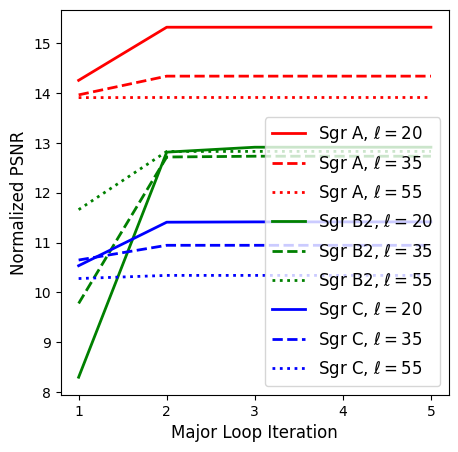 Normalized PSNR
15
14
13
12
11
10
9
8
Sgr A, ℓ = 20
Sgr A, ℓ = 35
Sgr A, ℓ = 55
Sgr B2, ℓ = 20
Sgr B2, ℓ = 35
Sgr B2, ℓ = 55
Sgr C, ℓ = 20
Sgr C, ℓ = 35
Sgr C, ℓ = 55
1 2 3 4 5
Major Loop Iteration